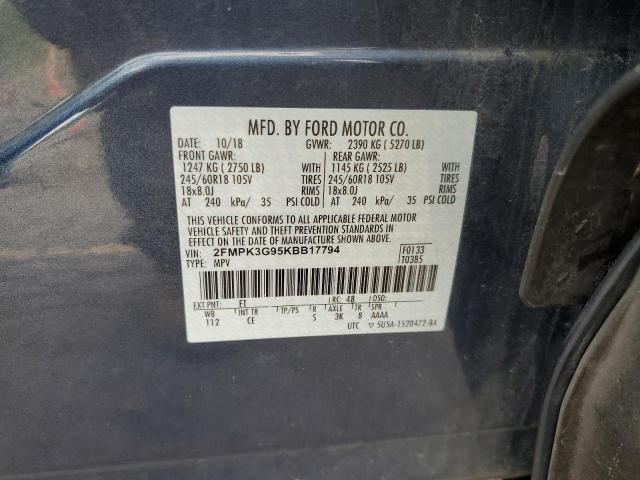 MFD. BY FORD MOTOR CO.
DATE: 10/18 GVWR: 2390 KG ( 5270 LB)
FRONT GAWR: REAR GAWR:
1247 KG ( 2750 LB) WITH 1145 KG ( 2525 LB) WITH
245/60R18 105V TIRES 245/60R18 105V TIRES
18x8.0J RIMS 18x8.0J RIMS
AT 240 kPa/ 35 PSI COLD AT 240 kPa/ 35 PSI COLD
THIS VEHICLE CONFORMS TO ALL APPLICABLE FEDERAL MOTOR
VEHICLE SAFETY AND THEFT PREVENTION STANDARDS IN
EFFECT ON THE DATE OF MANUFACTURE SHOWN ABOVE.
VIN: 2FMPK3G95KBB17794 F0133
TYPE: MPV T0385
EXT PNT: FT RC: 48 DSO:
WB INT TR TP/PS R AXLE TR SPR
112 CE S 3K 8 AAAA
UTC ▽ 5U5A-1520472-BA